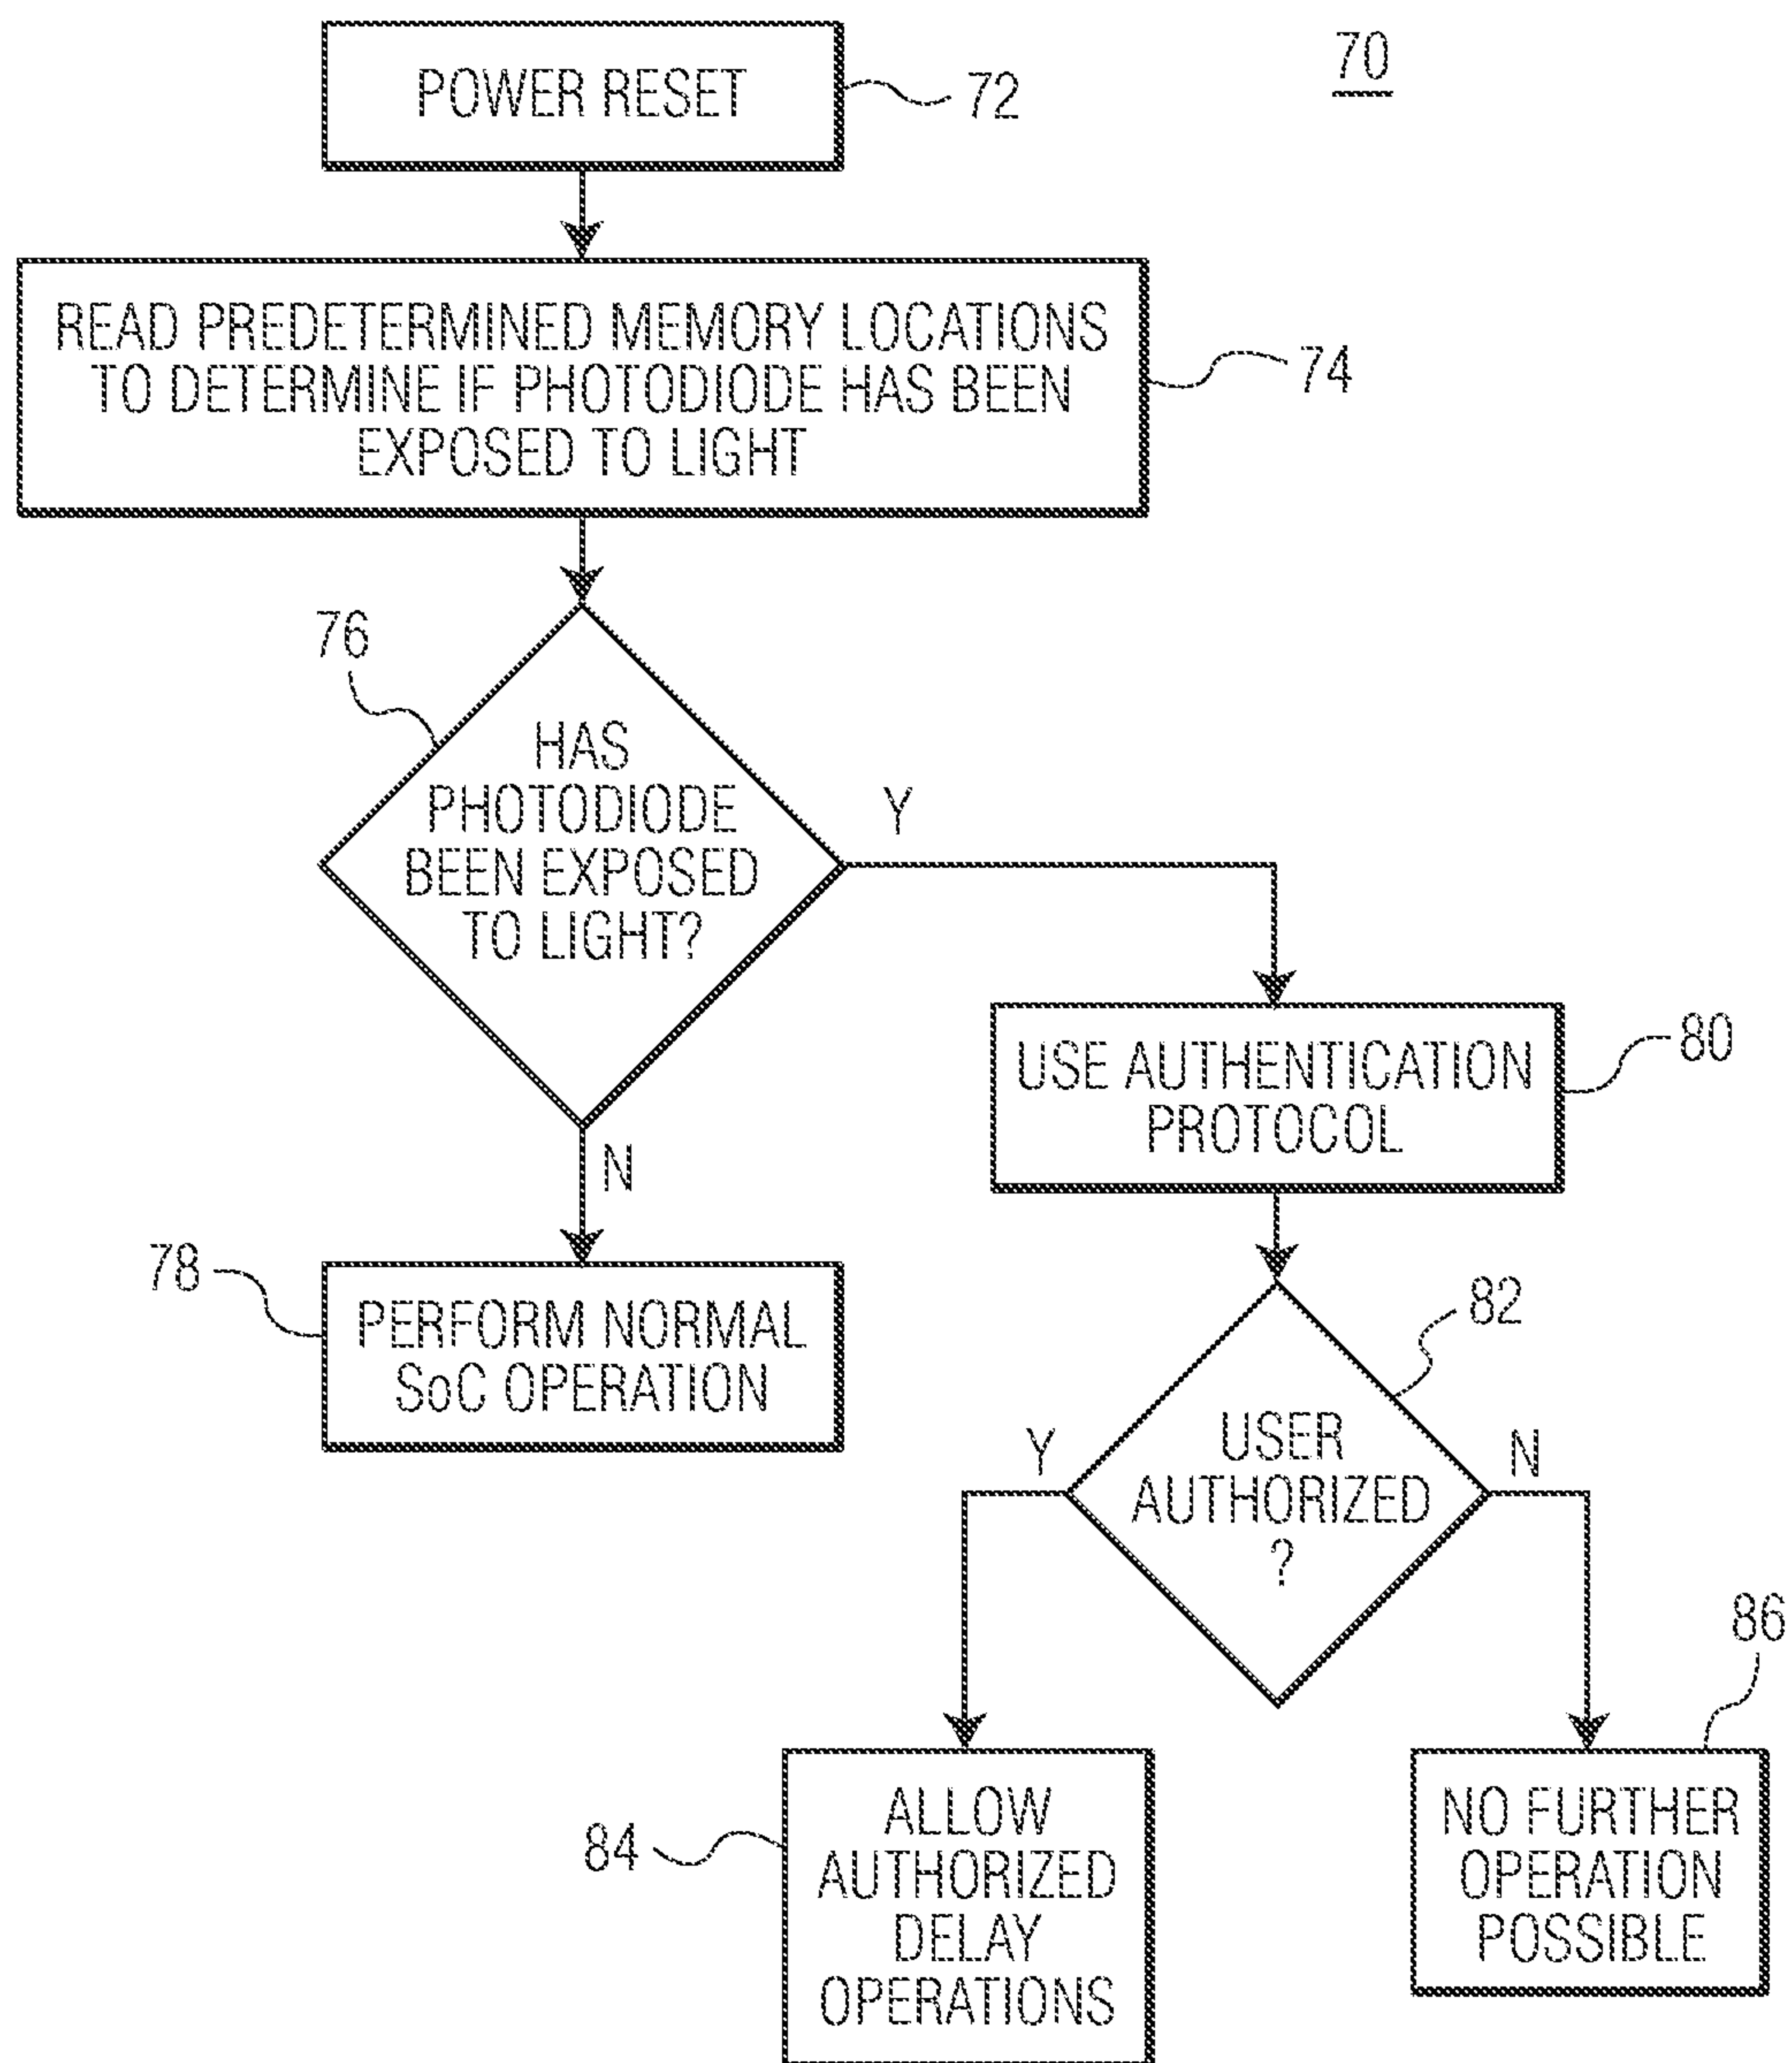 70
POWER RESET
72
READ PREDETERMINED MEMORY LOCATIONS
TO DETERMINE IF PHOTODIODE HAS BEEN
EXPOSED TO LIGHT
74
76
HAS
PHOTODIODE
BEEN EXPOSED
TO LIGHT?
Y
N
78
PERFORM NORMAL
SoC OPERATION
USE AUTHENTICATION
PROTOCOL
80
82
USER
AUTHORIZED
?
Y
N
84
ALLOW
AUTHORIZED
DELAY
OPERATIONS
86
NO FURTHER
OPERATION
POSSIBLE